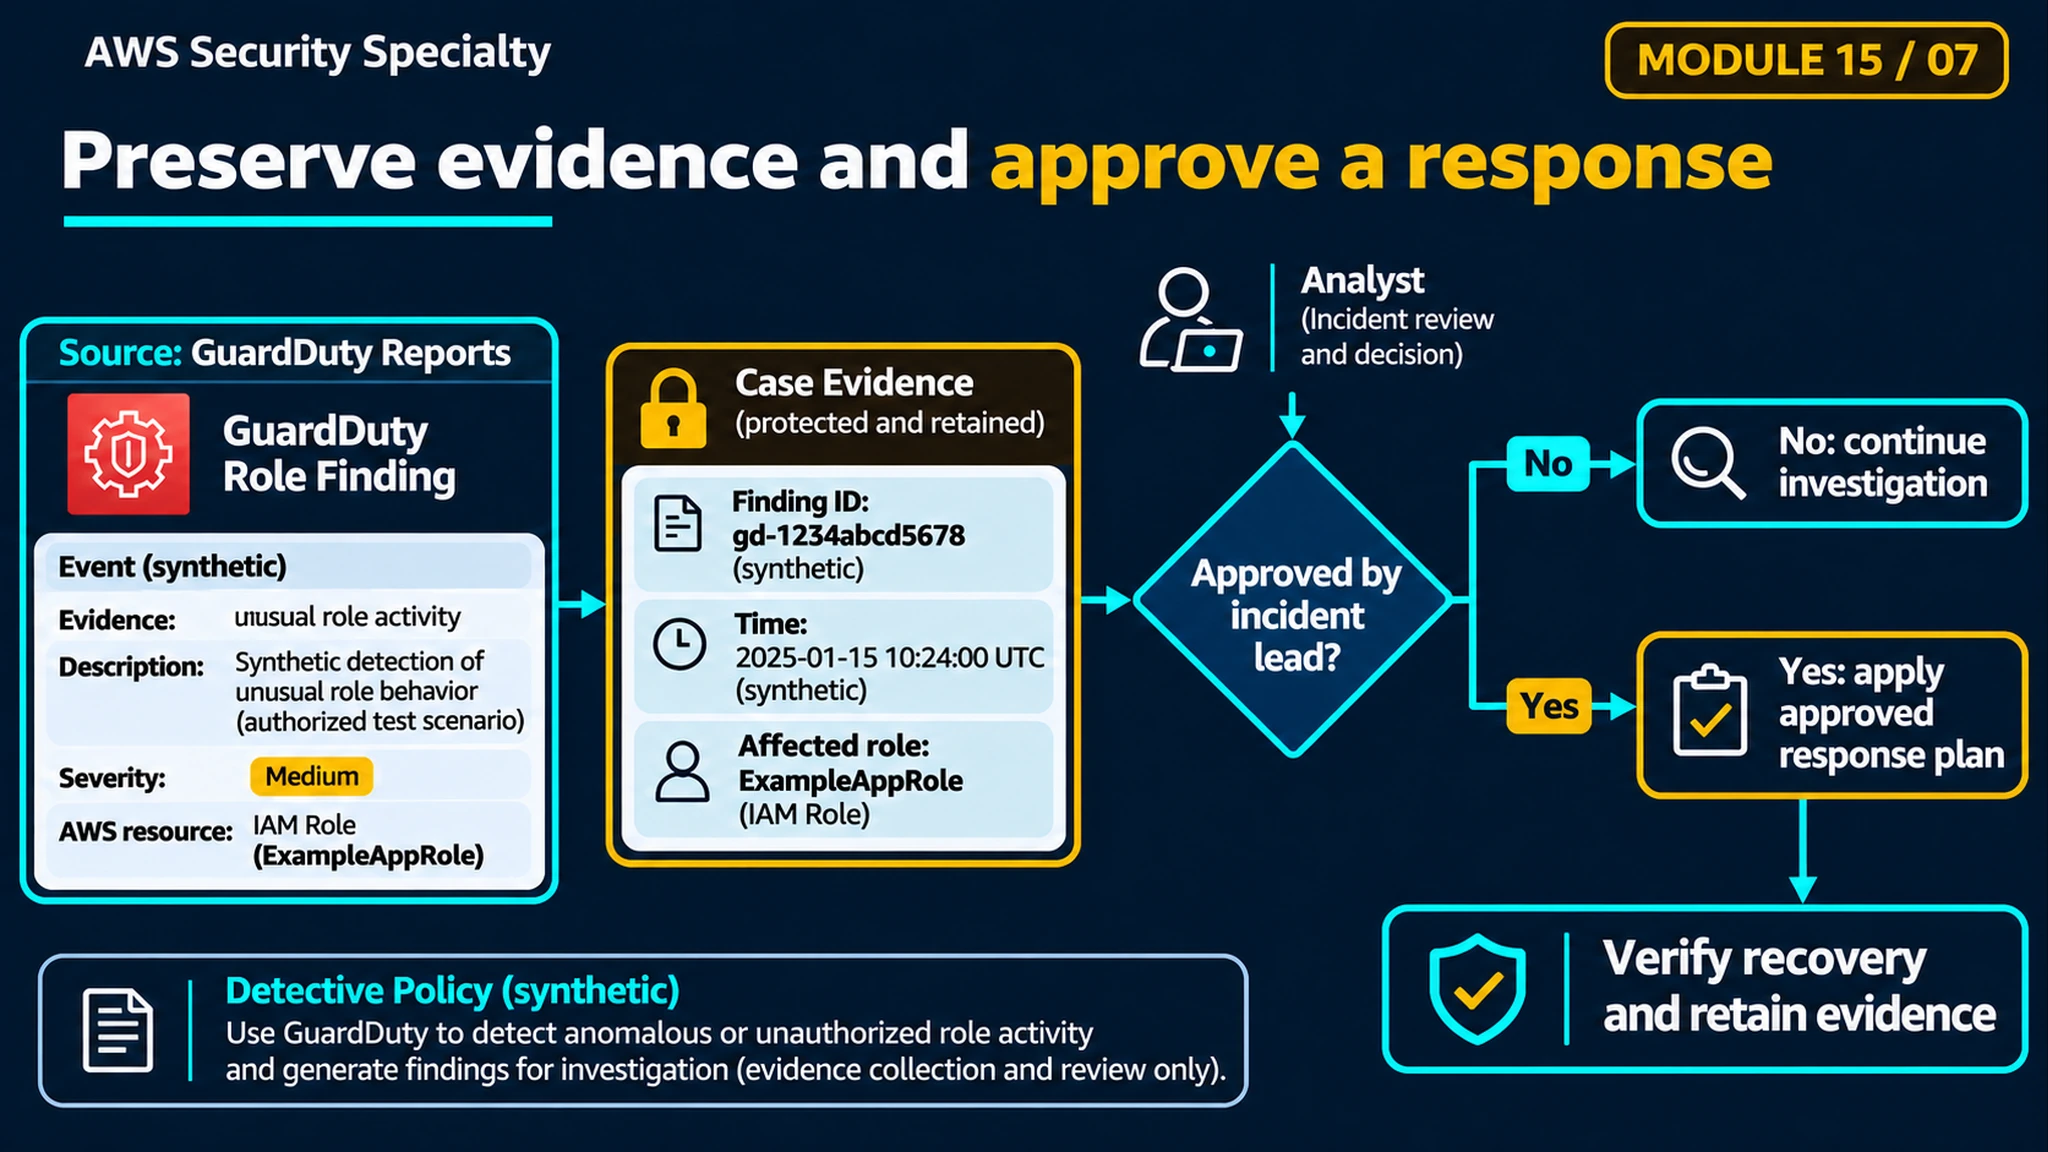 AWS Security Specialty
MODULE 15 / 07
Preserve evidence and approve a response
Source: GuardDuty Reports
GuardDuty
Role Finding
Event (synthetic)
Evidence: unusual role activity
Description: Synthetic detection of
unusual role behavior
(authorized test scenario)
Severity: Medium
AWS resource: IAM Role
(ExampleAppRole)
Case Evidence
(protected and retained)
Finding ID:
gd-1234abcd5678
(synthetic)
Time:
2025-01-15 10:24:00 UTC
(synthetic)
Affected role:
ExampleAppRole
(IAM Role)
Analyst
(Incident review
and decision)
Approved by
incident
lead?
No
No: continue
investigation
Yes
Yes: apply
approved
response plan
Verify recovery
and retain evidence
Detective Policy (synthetic)
Use GuardDuty to detect anomalous or unauthorized role activity
and generate findings for investigation (evidence collection and review only).